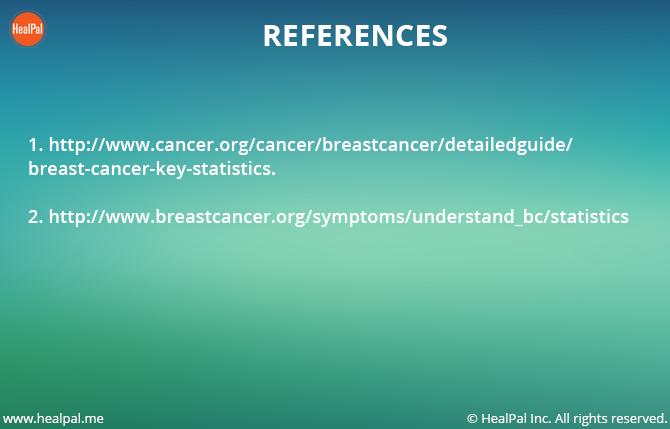 HealPal
REFERENCES
1. http://www.cancer.org/cancer/breastcancer/detailedguide/
breast-cancer-key-statistics.
2. http://www.breastcancer.org/symptoms/understand_bc/statistics
www.healpal.me
© HealPal Inc. All rights reserved.